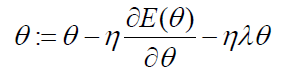 θ := θ − η ∂E(θ)/∂θ − ηλθ